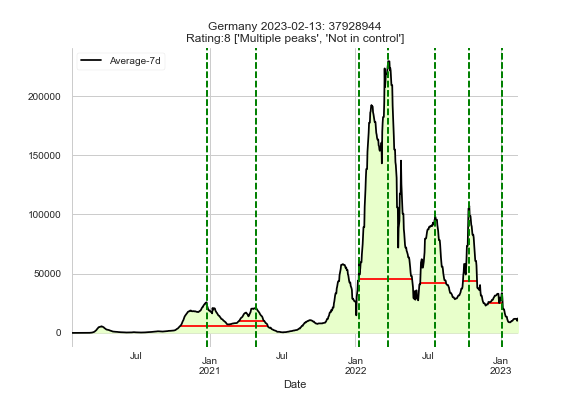 Germany 2023-02-13: 37928944
Rating:8 ['Multiple peaks', 'Not in control']
Average-7d
200000
150000
100000
50000
0
Jul
Jan
2021
Jul
Jan
2022
Jul
Jan
2023
Date